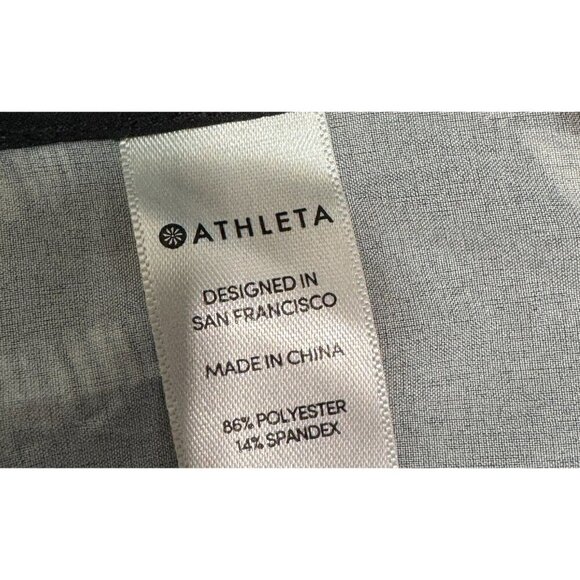 ATHLETA
DESIGNED IN
SAN FRANCISCO
MADE IN CHINA
86% POLYESTER
14% SPANDEX